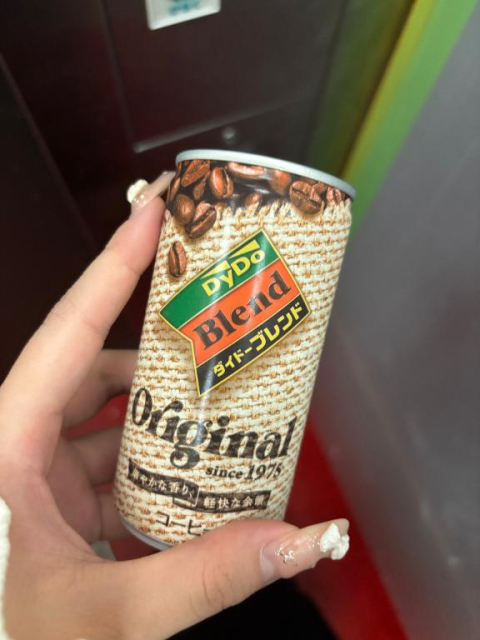 DyDo
Blend
ダイドーブレンド
Original
since 1975
やかな香り、
軽快な余韻
コーヒ